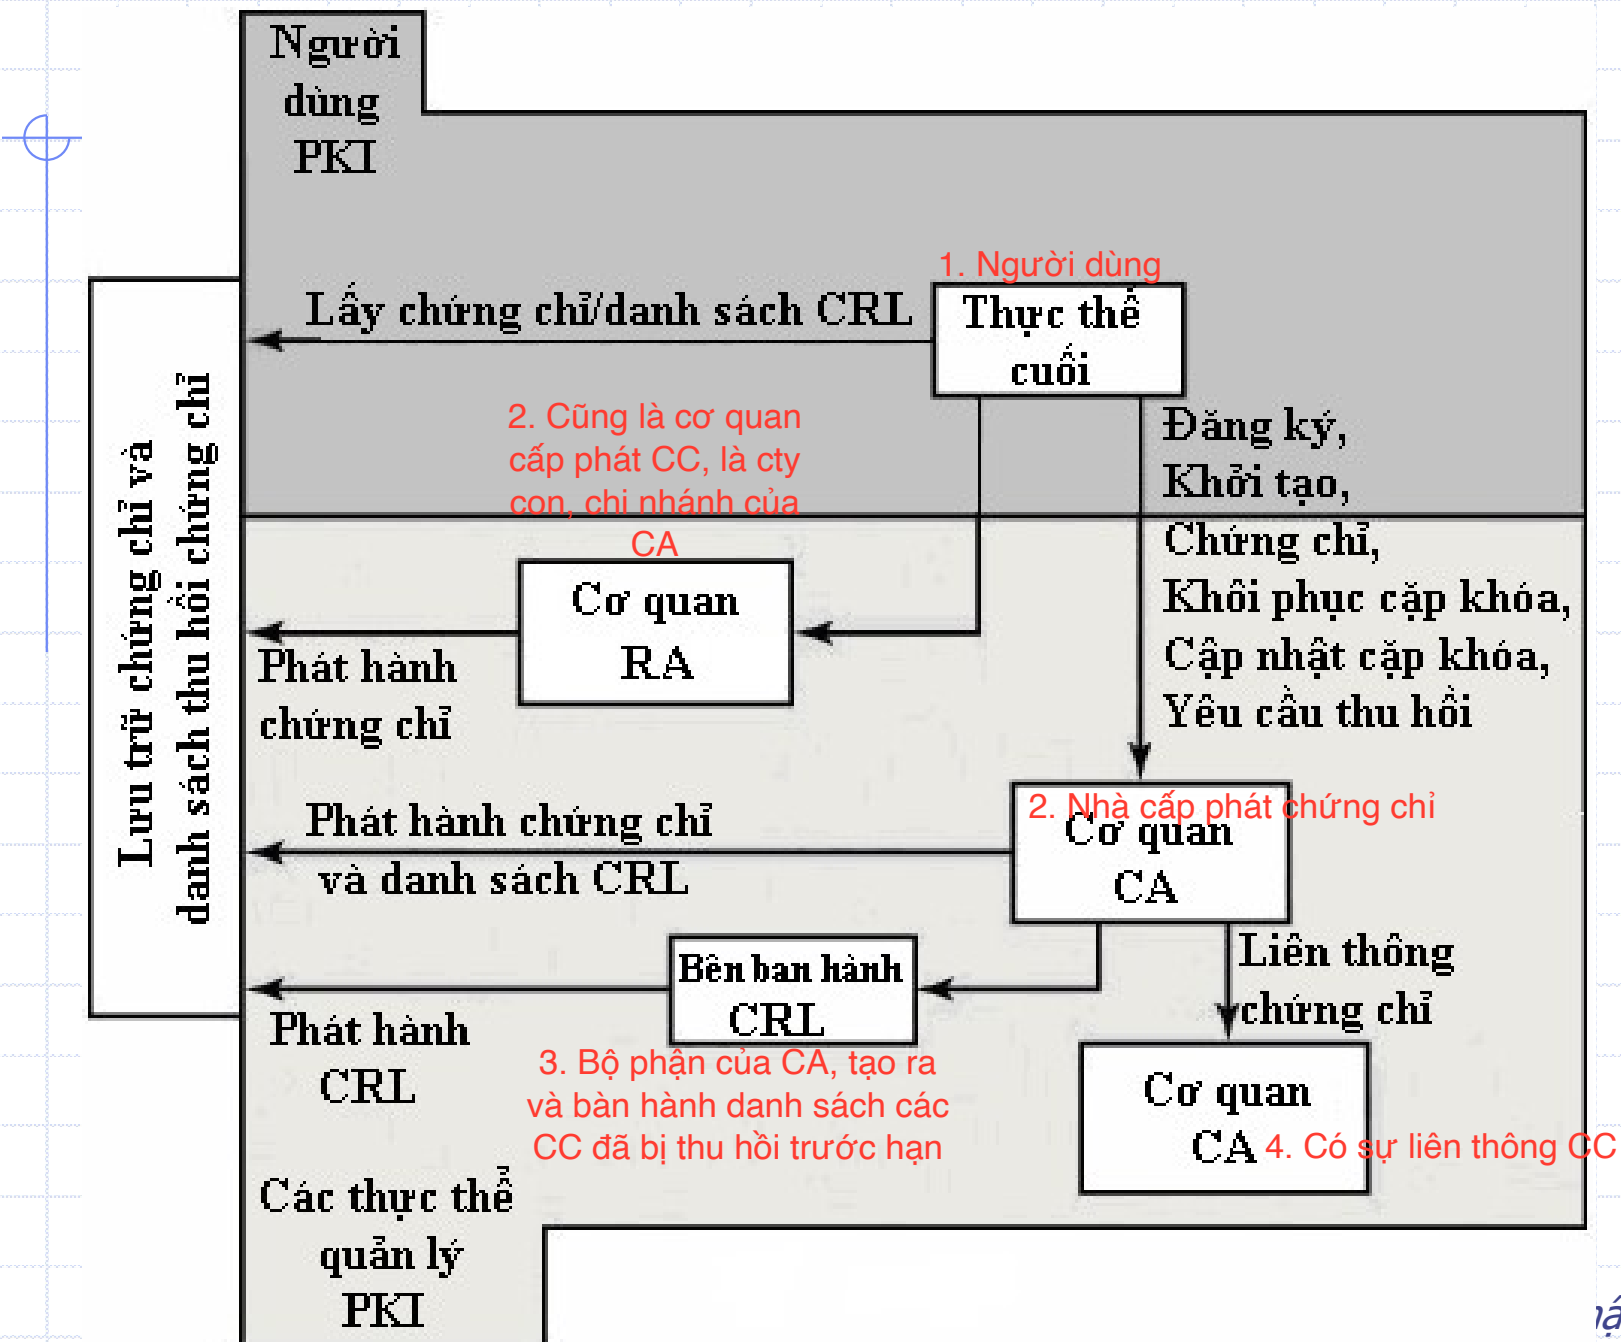 Người
dùng
PKI
1. Người dùng
Lấy chứng chỉ/danh sách CRL
Thực thể
cuối
2. Cũng là cơ quan
cấp phát CC, là cty
con, chi nhánh của
CA
Đăng ký,
Khởi tạo,
Chứng chỉ,
Khôi phục cặp khóa,
Cập nhật cặp khóa,
Yêu cầu thu hồi
Lưu trữ chứng chỉ và
danh sách thu hồi chứng chỉ
Cơ quan
RA
Phát hành
chứng chỉ
2. Nhà cấp phát chứng chỉ
Cơ quan
CA
Phát hành chứng chỉ
và danh sách CRL
Liên thông
chứng chỉ
Bên ban hành
CRL
Phát hành
CRL
3. Bộ phận của CA, tạo ra
và bàn hành danh sách các
CC đã bị thu hồi trước hạn
Cơ quan
CA
4. Có sự liên thông CC
Các thực thể
quản lý
PKI